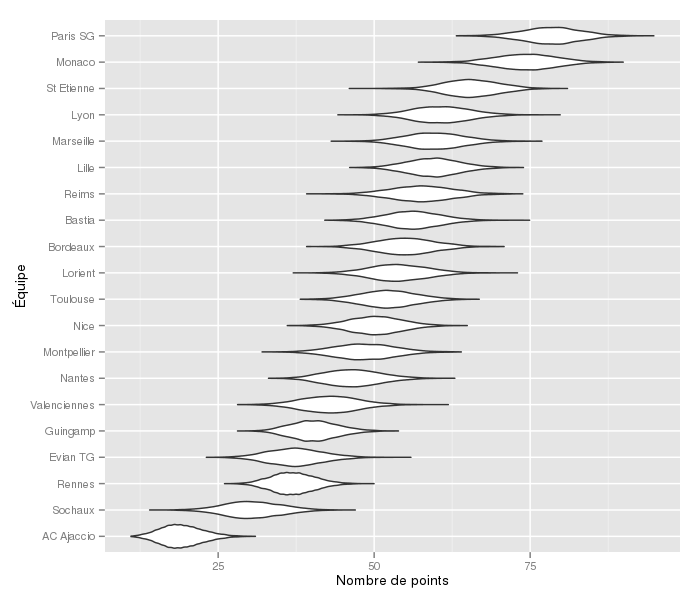 Paris SG
Monaco
St Etienne
Lyon
Marseille
Lille
Reims
Bastia
Bordeaux
Lorient
Toulouse
Nice
Montpellier
Nantes
Valenciennes
Guingamp
Evian TG
Rennes
Sochaux
AC Ajaccio
Équipe
25 50 75
Nombre de points